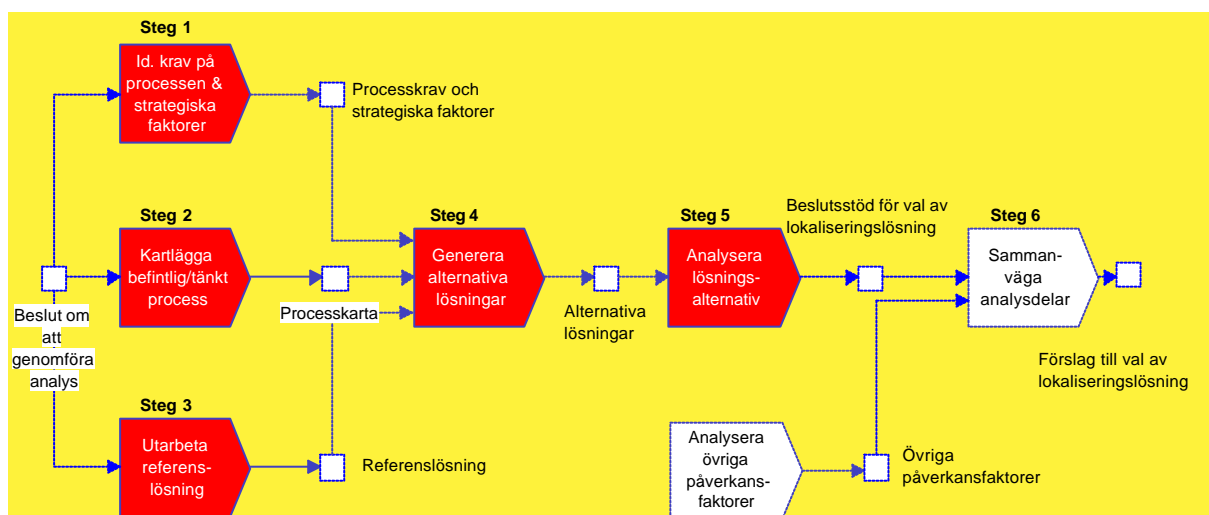 Steg 1
Id. krav på
processen &
strategiska
faktorer
Processkrav och
strategiska faktorer
Steg 2
Kartlägga
befintlig/tänkt
process
Processkarta
Steg 4
Generera
alternativa
lösningar
Alternativa
lösningar
Steg 5
Analysera
lösnings-
alternativ
Beslutsstöd för val av
lokaliseringslösning
Steg 6
Samman-
väga
analysdelar
Förslag till val av
lokaliseringslösning
Beslut om
att
genomföra
analys
Steg 3
Utarbeta
referens-
lösning
Referenslösning
Analysera
övriga
påverkans-
faktorer
Övriga
påverkansfaktorer